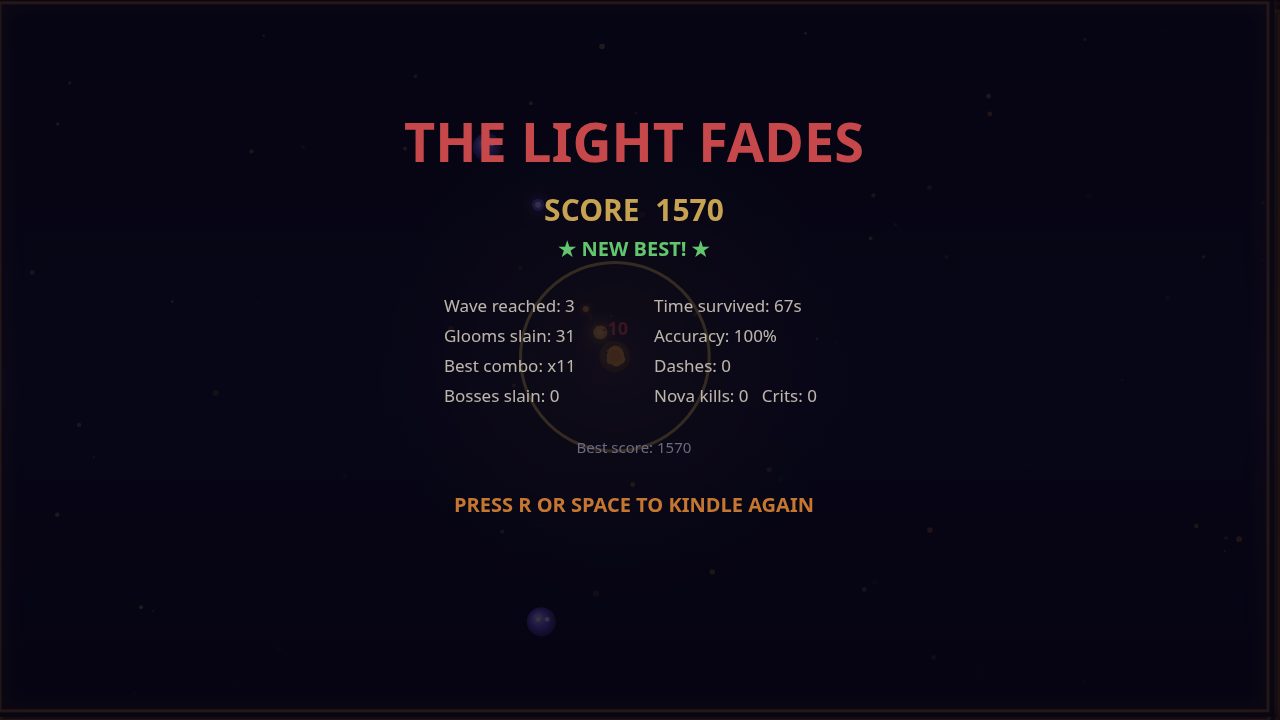 THE LIGHT FADES
SCORE 1570
★ NEW BEST! ★
Wave reached: 3 Time survived: 67s
-10
Glooms slain: 31 Accuracy: 100%
Best combo: x11 Dashes: 0
Bosses slain: 0 Nova kills: 0 Crits: 0
Best score: 1570
PRESS R OR SPACE TO KINDLE AGAIN